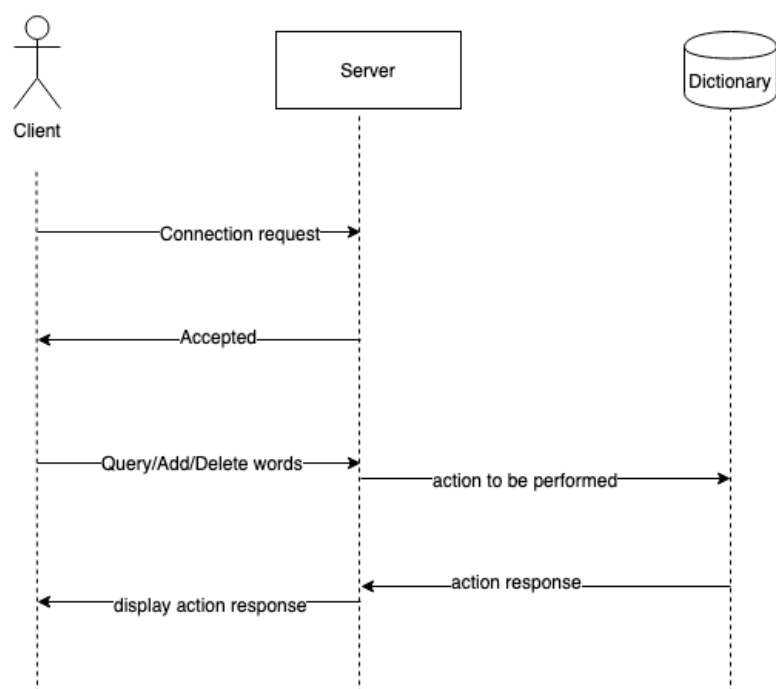 Client
Server
Dictionary
Connection request
Accepted
Query/Add/Delete words
action to be performed
action response
display action response